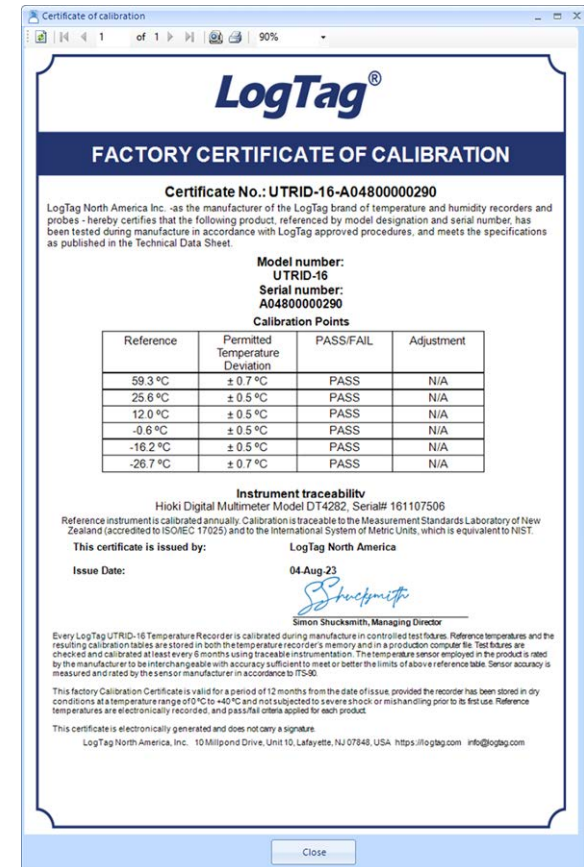 Certificate of calibration
1 of 1 90%
LogTag®
FACTORY CERTIFICATE OF CALIBRATION
Certificate No.: UTRID-16-A04800000290
LogTag North America Inc. -as the manufacturer of the LogTag brand of temperature and humidity recorders and
probes - hereby certifies that the following product, referenced by model designation and serial number, has
been tested during manufacture in accordance with LogTag approved procedures, and meets the specifications
as published in the Technical Data Sheet.
Model number:
UTRID-16
Serial number:
A04800000290
Calibration Points
Reference Permitted Temperature Deviation PASS/FAIL Adjustment
59.3 ºC ± 0.7 ºC PASS N/A
25.6 ºC ± 0.5 ºC PASS N/A
12.0 ºC ± 0.5 ºC PASS N/A
-0.6 ºC ± 0.5 ºC PASS N/A
-16.2 ºC ± 0.5 ºC PASS N/A
-26.7 ºC ± 0.7 ºC PASS N/A
Instrument traceability
Hioki Digital Multimeter Model DT4282, Serial# 161107506
Reference instrument is calibrated annually. Calibration is traceable to the Measurement Standards Laboratory of New
Zealand (accredited to ISO/IEC 17025) and to the International System of Metric Units, which is equivalent to NIST.
This certificate is issued by: LogTag North America
Issue Date: 04-Aug-23
SShucksmith
Simon Shucksmith, Managing Director
Every LogTag UTRID-16 Temperature Recorder is calibrated during manufacture in controlled test fixtures. Reference temperatures and the
resulting calibration tables are stored in both the temperature recorder's memory and in a production computer file. Test fixtures are
checked and calibrated at least every 6 months using traceable instrumentation. The temperature sensor employed in the product is rated
by the manufacturer to be interchangeable with accuracy sufficient to meet or better the limits of above reference table. Sensor accuracy is
measured and rated by the sensor manufacturer in accordance to ITS-90.
This factory Calibration Certificate is valid for a period of 12 months from the date of issue, provided the recorder has been stored in dry
conditions at a temperature range of 0°C to +40°C and not subjected to severe shock or mishandling prior to its first use. Reference
temperatures are electronically recorded, and pass/fail criteria applied for each product.
This certificate is electronically generated and does not carry a signature.
LogTag North America, Inc. 10 Millpond Drive, Unit 10, Lafayette, NJ 07848, USA https://logtag.com info@logtag.com
Close